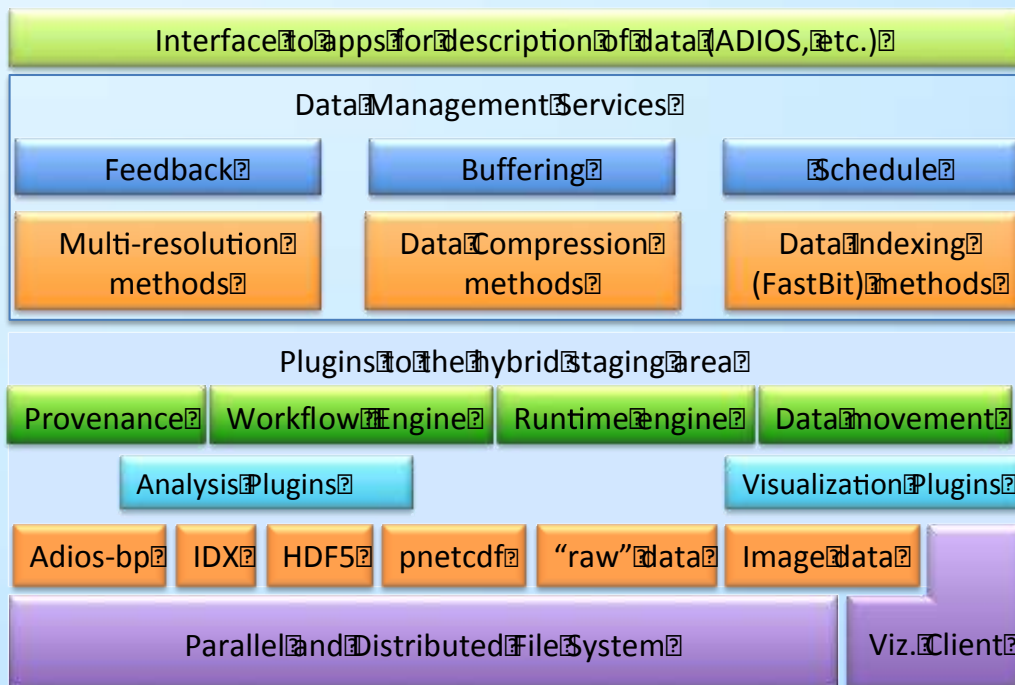 Interface to apps for description of data (ADIOS, etc.)
Data Management Services
Feedback
Buffering
Schedule
Multi-resolution
methods
Data Compression
methods
Data Indexing
(FastBit) methods
Plugins to the hybrid staging area
Provenance
Workflow Engine
Runtime engine
Data movement
Analysis Plugins
Visualization Plugins
Adios-bp
IDX
HDF5
pnetcdf
“raw” data
Image data
Parallel and Distributed File System
Viz. Client